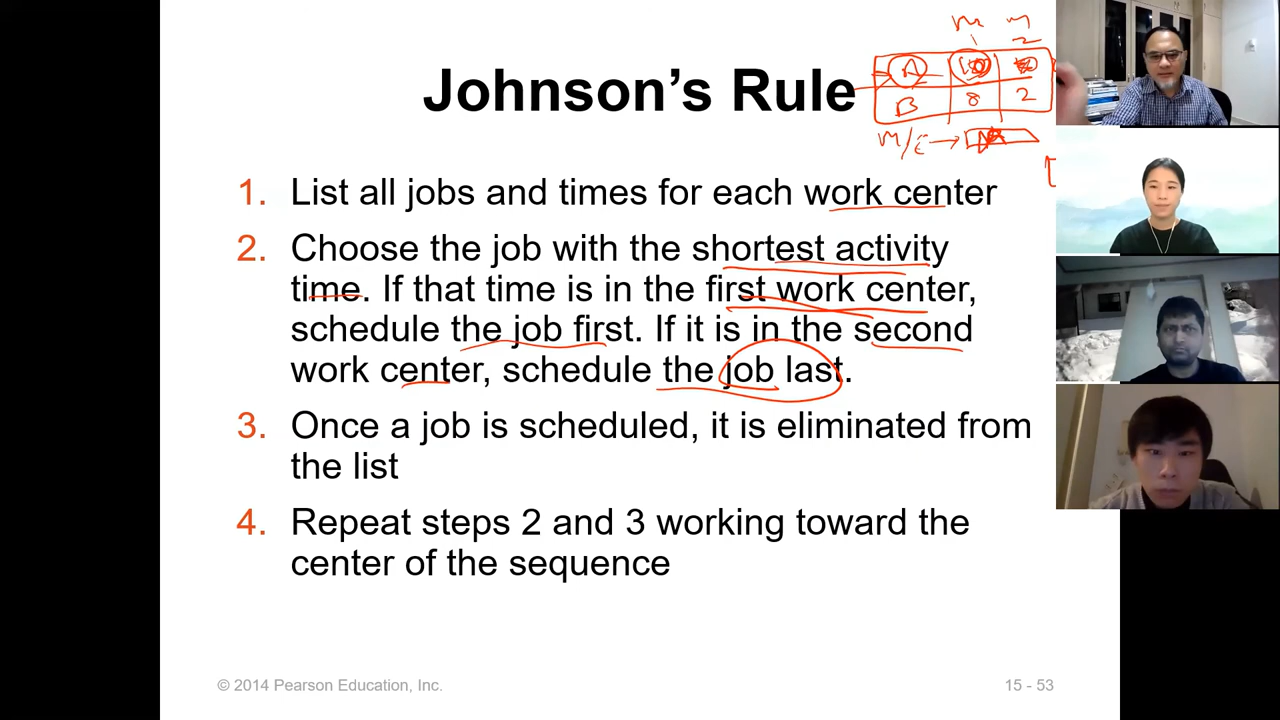 Johnson's Rule
M M
1 2
A
B 8 2
M/C →
1. List all jobs and times for each work center
2. Choose the job with the shortest activity
time. If that time is in the first work center,
schedule the job first. If it is in the second
work center, schedule the job last.
3. Once a job is scheduled, it is eliminated from
the list
4. Repeat steps 2 and 3 working toward the
center of the sequence
© 2014 Pearson Education, Inc.
15 - 53